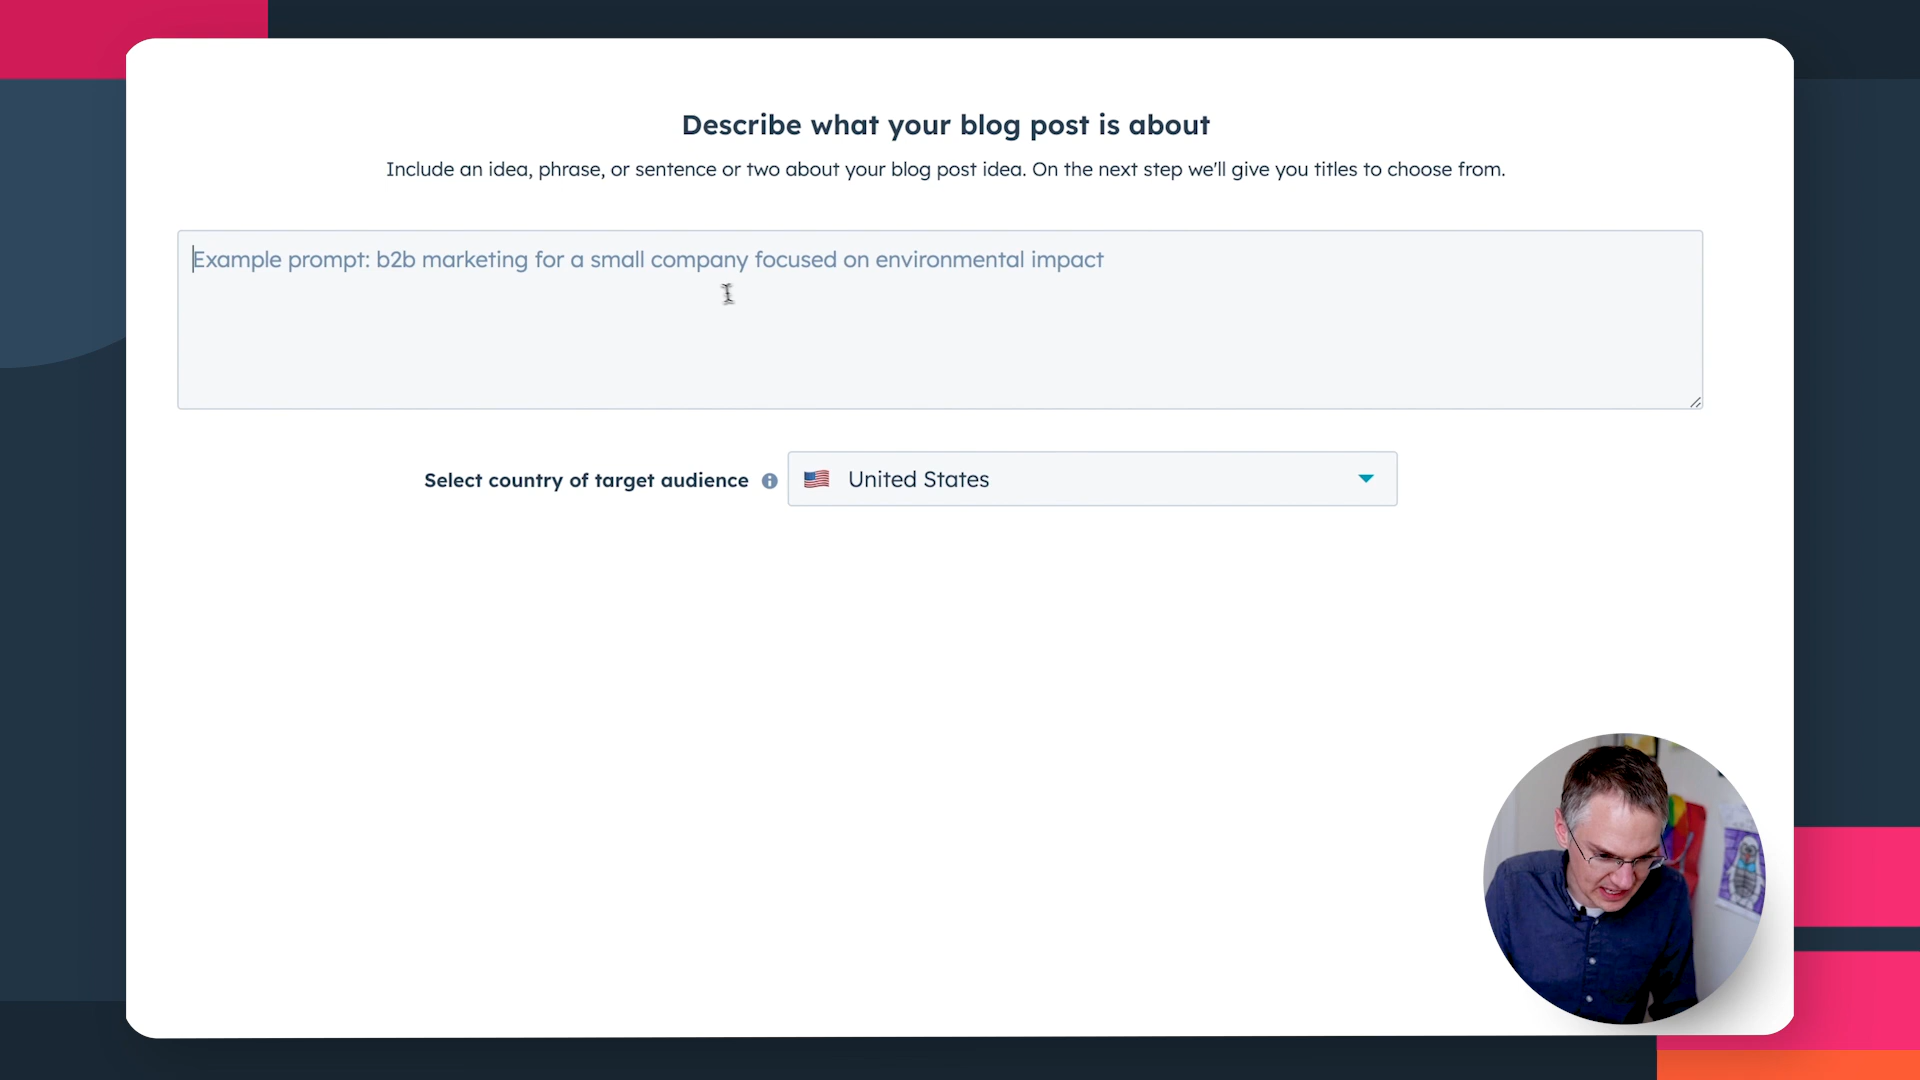 Describe what your blog post is about
Include an idea, phrase, or sentence or two about your blog post idea. On the next step we'll give you titles to choose from.
Example prompt: b2b marketing for a small company focused on environmental impact
Select country of target audience
United States